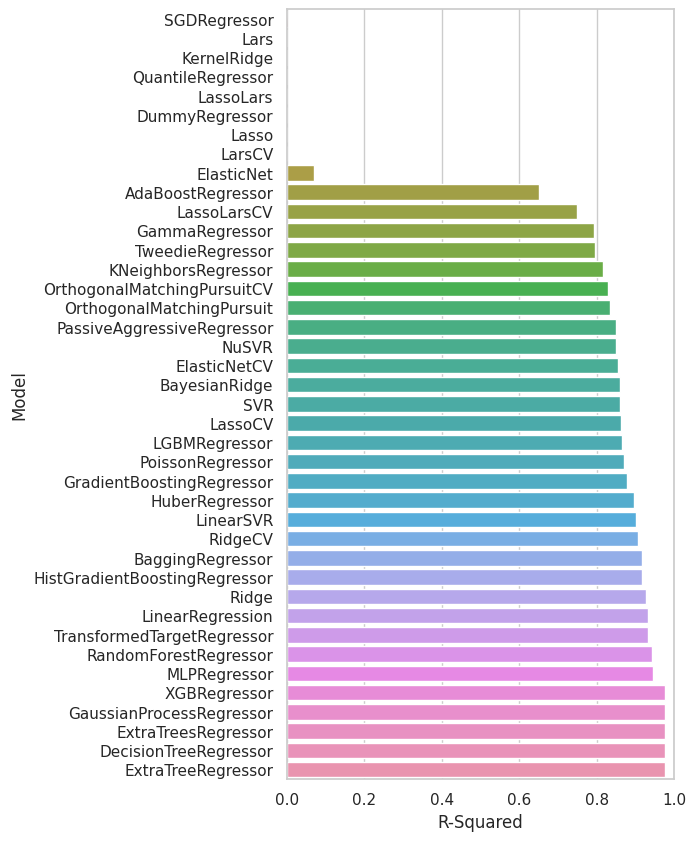 SGDRegressor
Lars
KernelRidge
QuantileRegressor
LassoLars
DummyRegressor
Lasso
LarsCV
ElasticNet
AdaBoostRegressor
LassoLarsCV
GammaRegressor
TweedieRegressor
KNeighborsRegressor
OrthogonalMatchingPursuitCV
OrthogonalMatchingPursuit
PassiveAggressiveRegressor
NuSVR
ElasticNetCV
BayesianRidge
SVR
LassoCV
LGBMRegressor
PoissonRegressor
GradientBoostingRegressor
HuberRegressor
LinearSVR
RidgeCV
BaggingRegressor
HistGradientBoostingRegressor
Ridge
LinearRegression
TransformedTargetRegressor
RandomForestRegressor
MLPRegressor
XGBRegressor
GaussianProcessRegressor
ExtraTreesRegressor
DecisionTreeRegressor
ExtraTreeRegressor
Model
0.0 0.2 0.4 0.6 0.8 1.0
R-Squared